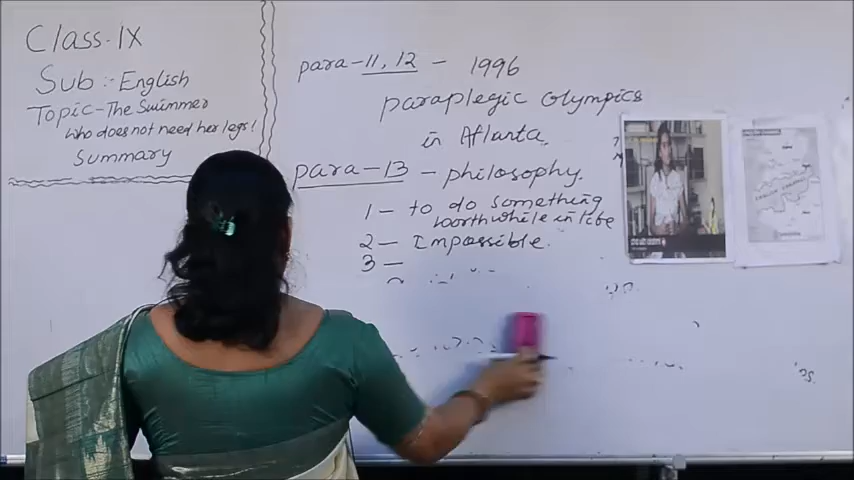 Class. IX
Sub :- English
Topic - The Swimmer
who does not need her legs!
Summary
para - 11, 12 - 1996
paraplegic Olympics
in Atlanta.
para - 13 - philosophy.
1 - to do something
worthwhile in life
2 - Impossible.
3 -